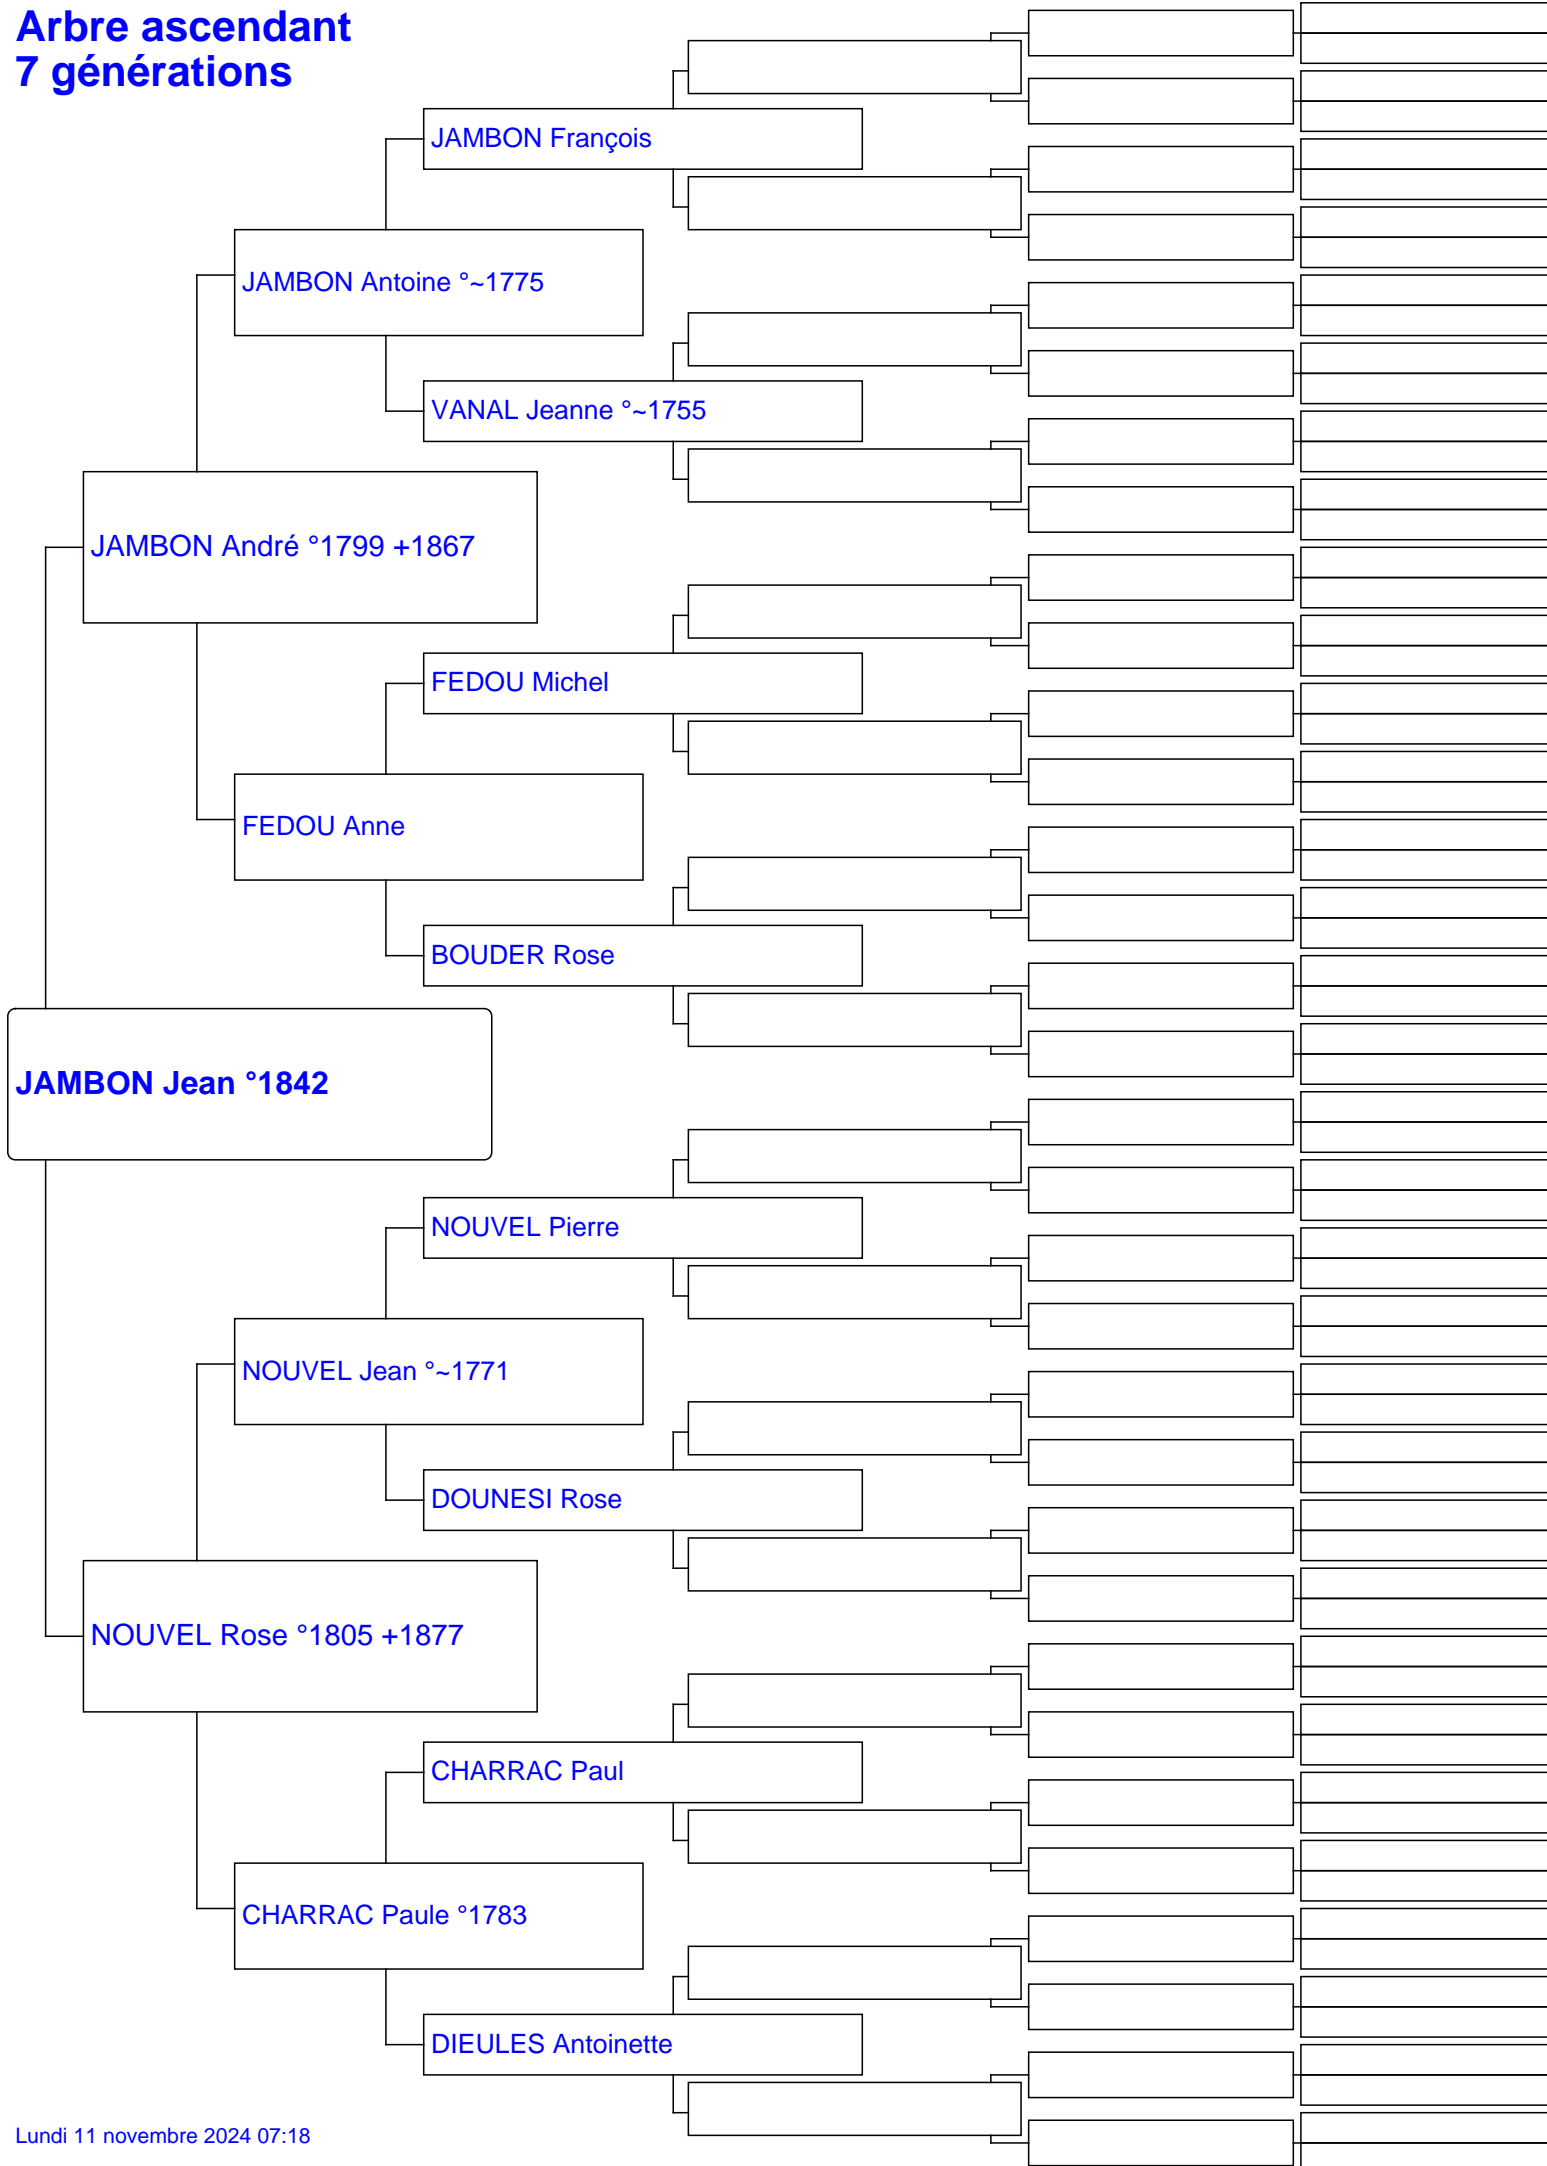 Arbre ascendant
7 générations
JAMBON François
JAMBON Antoine °~1775
VANAL Jeanne °~1755
JAMBON André °1799 +1867
FEDOU Michel
FEDOU Anne
BOUDER Rose
JAMBON Jean °1842
NOUVEL Pierre
NOUVEL Jean °~1771
DOUNESI Rose
NOUVEL Rose °1805 +1877
CHARRAC Paul
CHARRAC Paule °1783
DIEULES Antoinette
Lundi 11 novembre 2024 07:18